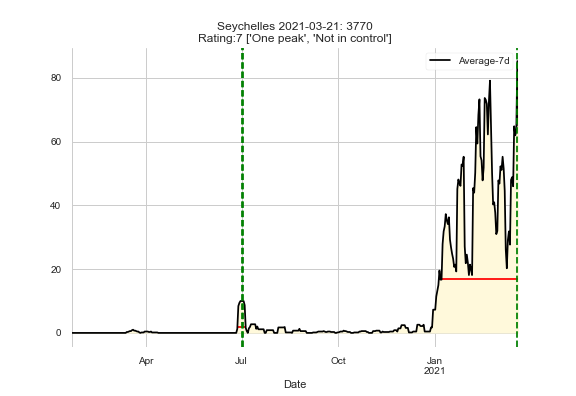 Seychelles 2021-03-21: 3770
Rating:7 ['One peak', 'Not in control']
Average-7d
80
60
40
20
0
Apr
Jul
Oct
Jan
2021
Date